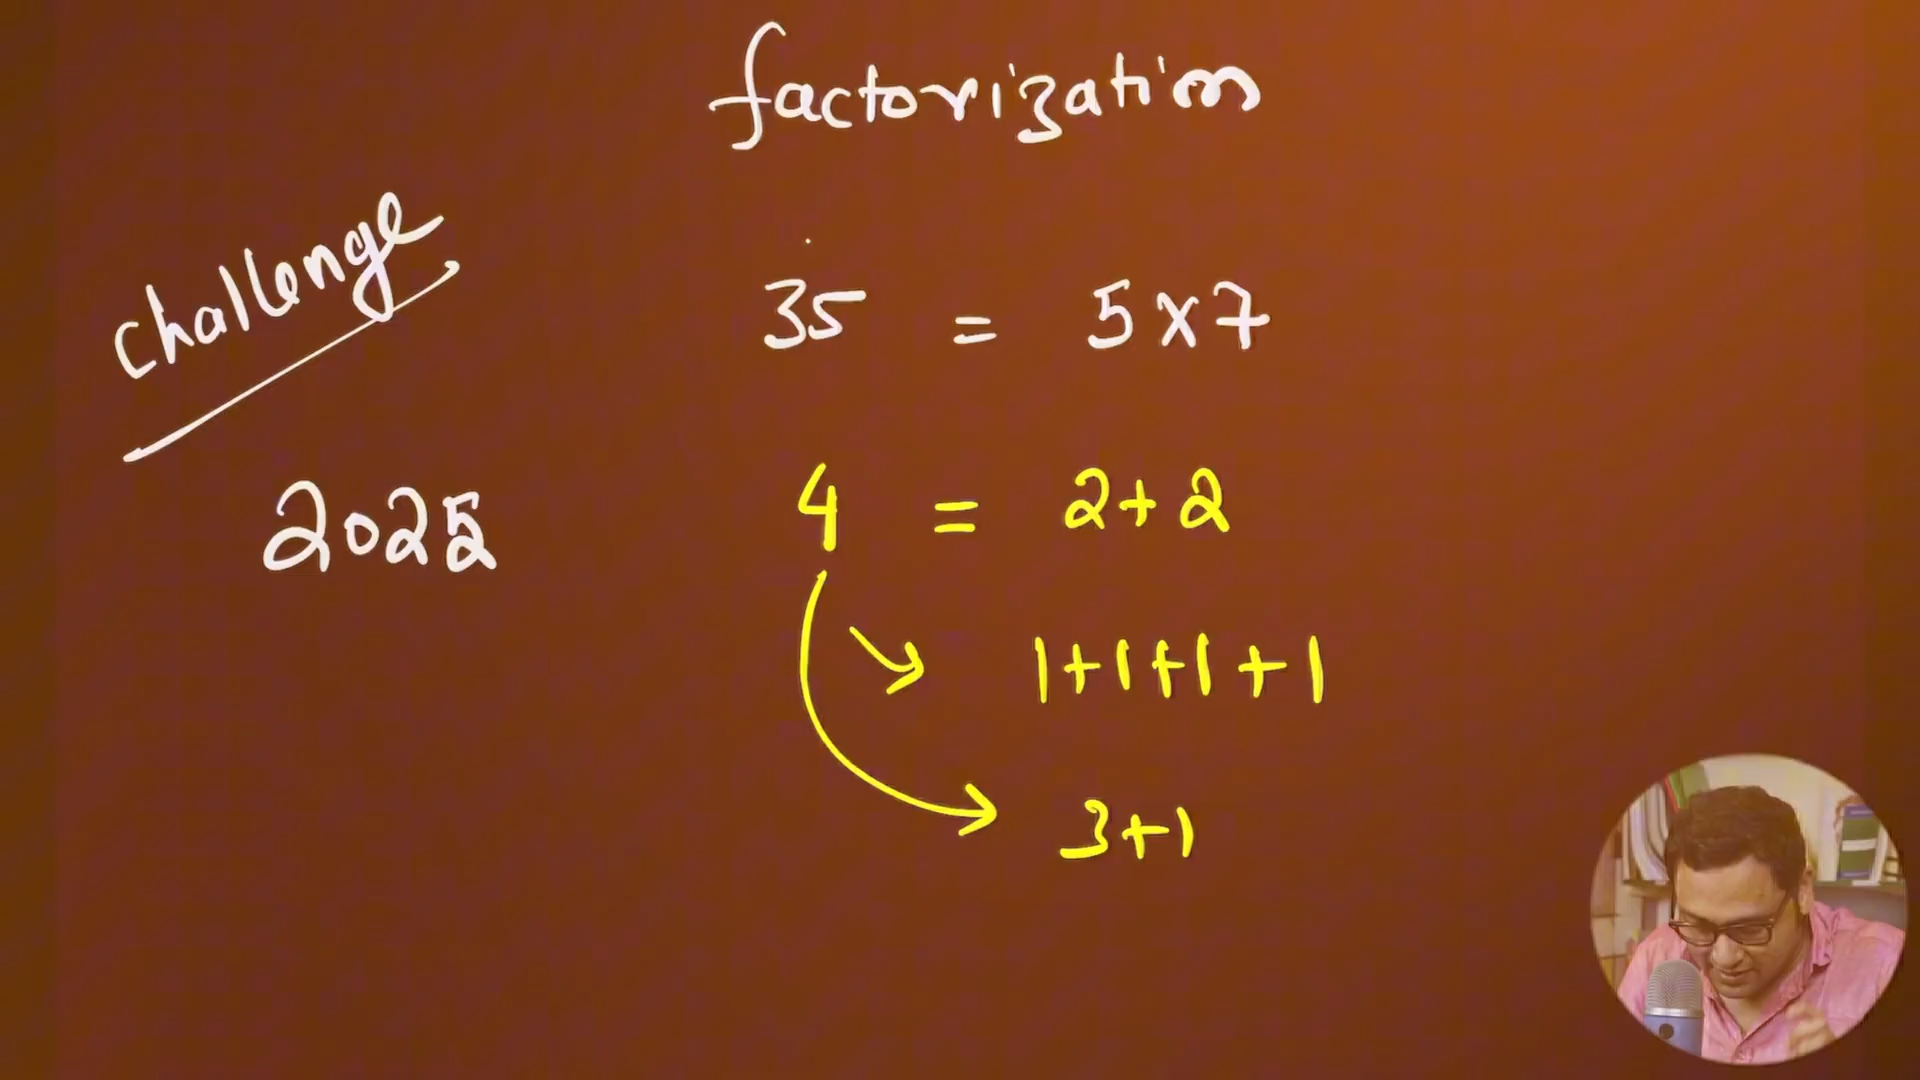 factorization
challenge
35 = 5x7
4 = 2+2
2025
1+1+1+1
3+1